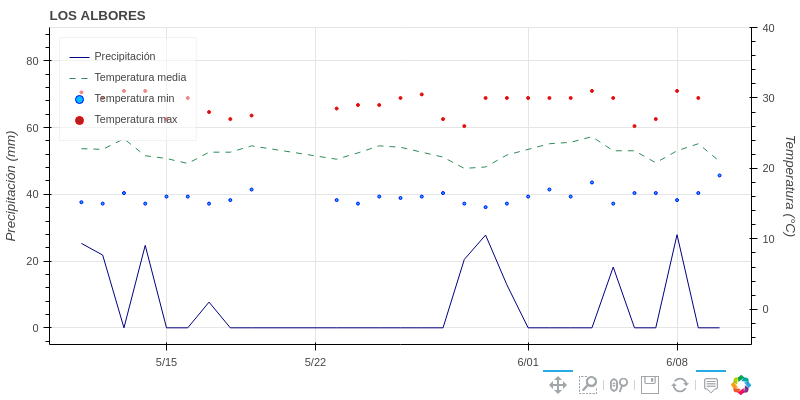 LOS ALBORES
Precipitación
Temperatura media
Temperatura min
Temperatura max
Precipitación (mm)
80
60
40
20
0
Temperatura (°C)
40
30
20
10
0
5/15
5/22
6/01
6/08